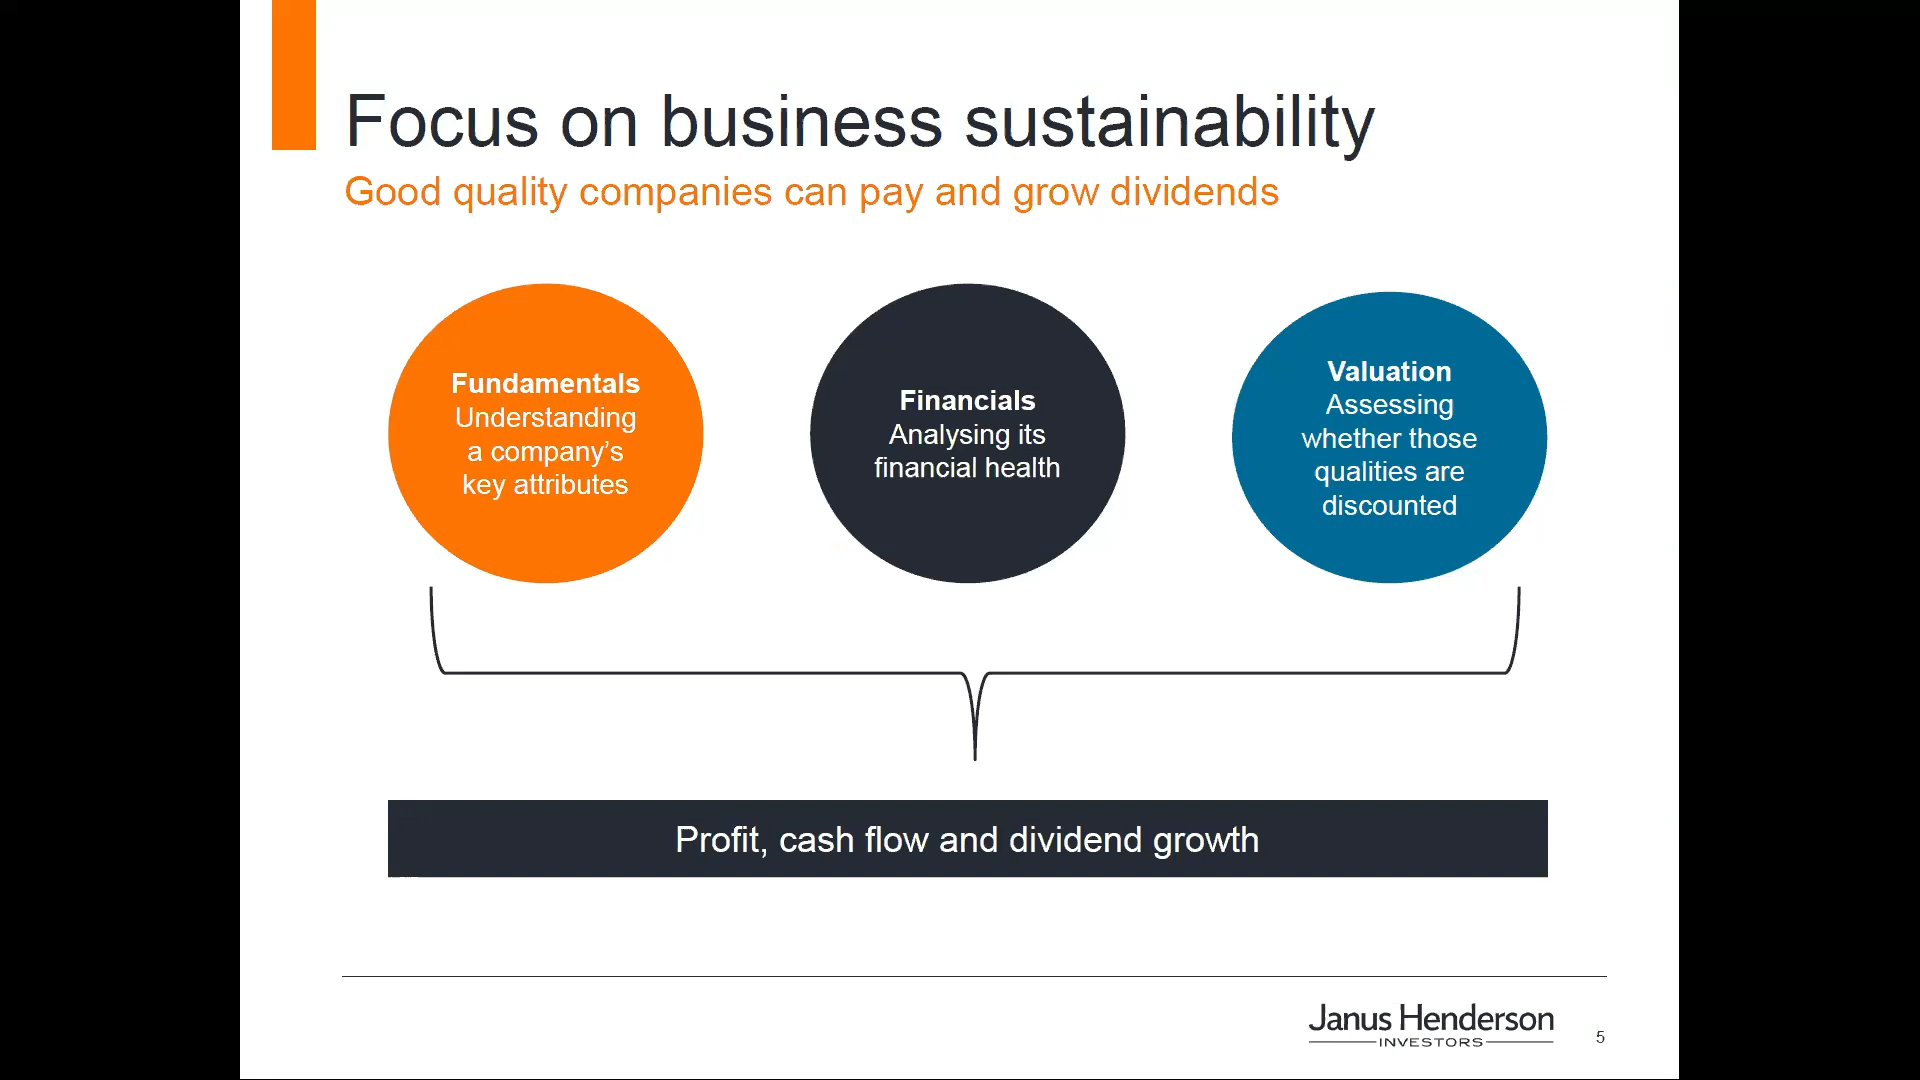 Focus on business sustainability
Good quality companies can pay and grow dividends
Fundamentals
Understanding
a company’s
key attributes
Financials
Analysing its
financial health
Valuation
Assessing
whether those
qualities are
discounted
Profit, cash flow and dividend growth
Janus Henderson
INVESTORS
5